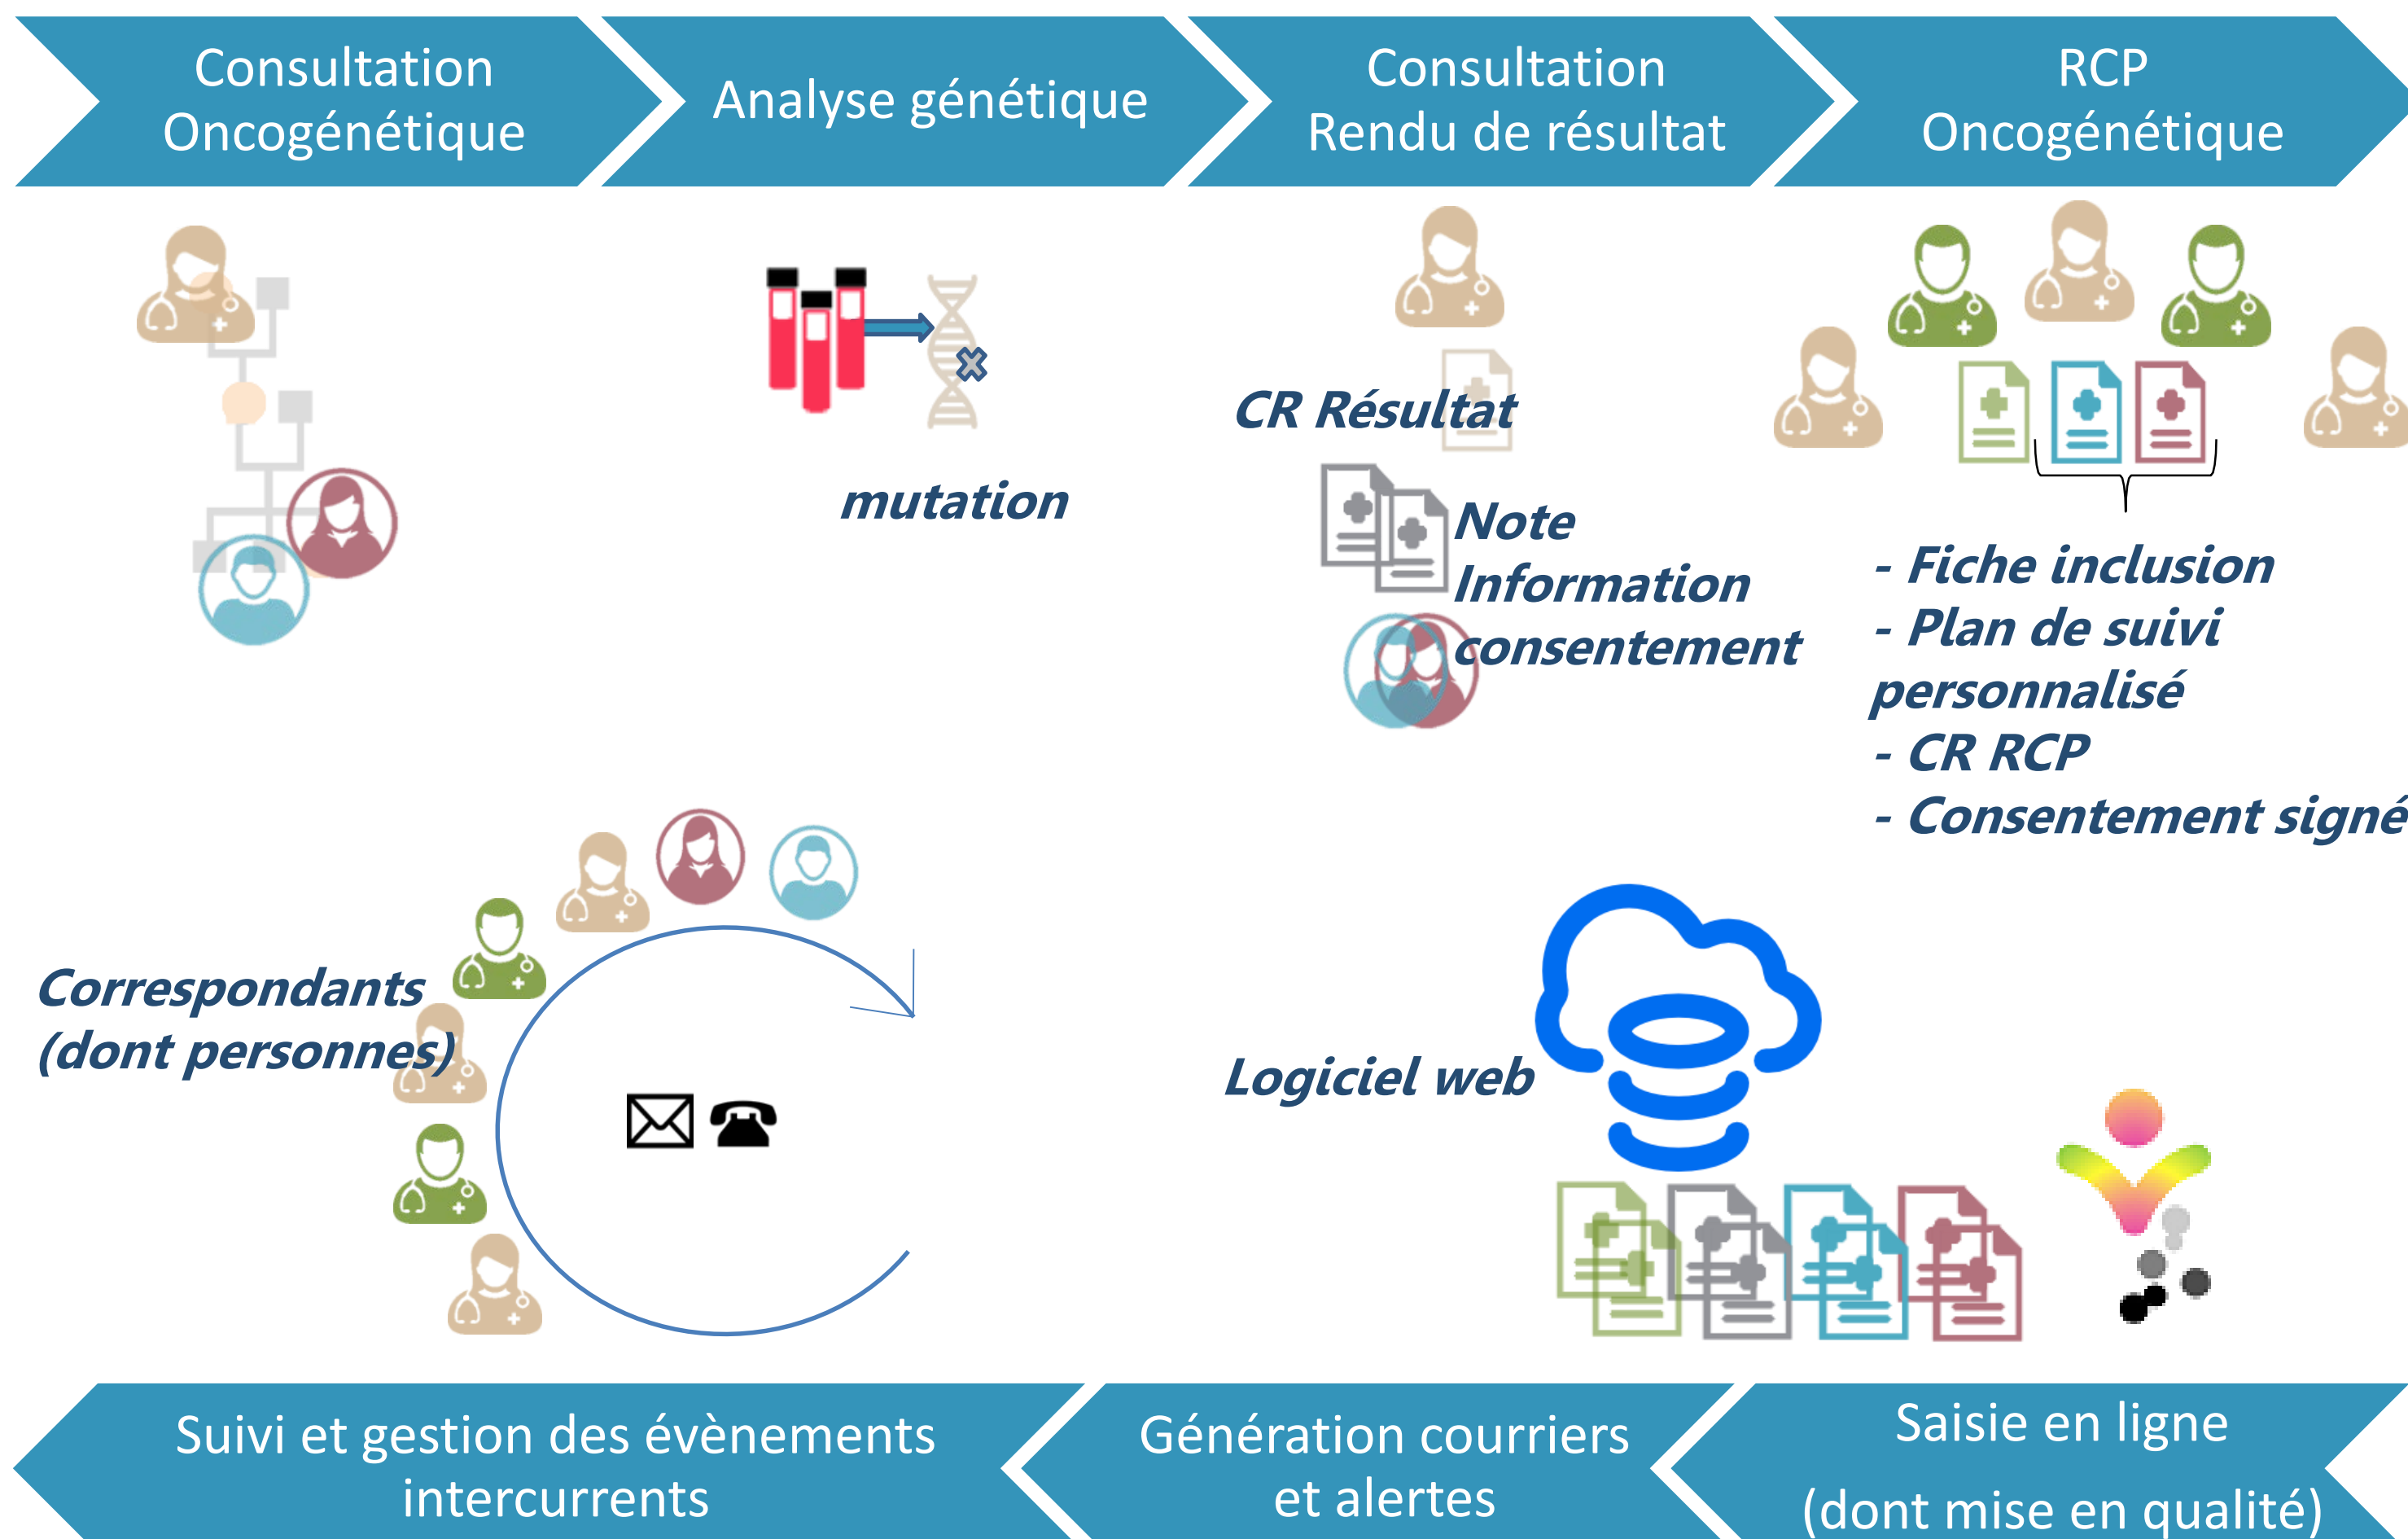 Consultation
Oncogénétique
Analyse génétique
Consultation
Rendu de résultat
RCP
Oncogénétique
mutation
CR Résultat
Note
Information
consentement
- Fiche inclusion
- Plan de suivi
personnalisé
- CR RCP
- Consentement signé
Correspondants
(dont personnes)
Logiciel web
Suivi et gestion des évènements
intercurrents
Génération courriers
et alertes
Saisie en ligne
(dont mise en qualité)